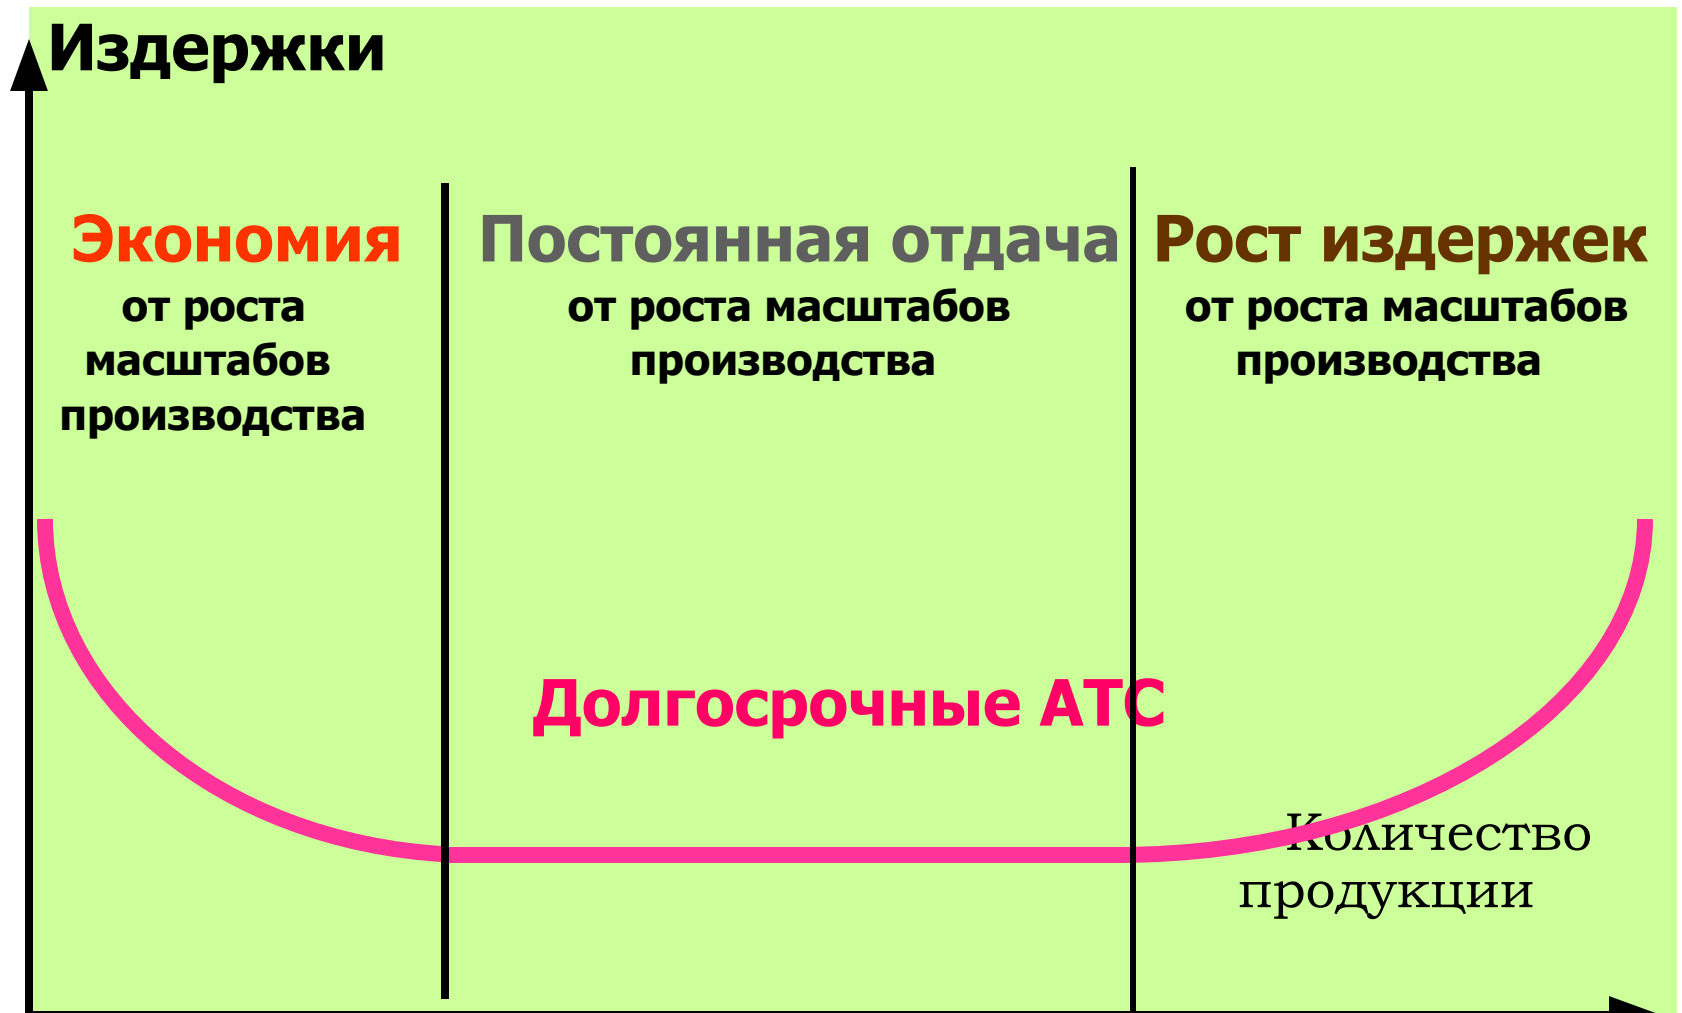 Издержки
Экономия
от роста
масштабов
производства
Постоянная отдача
от роста масштабов
производства
Рост издержек
от роста масштабов
производства
Долгосрочные АТС
Количество
продукции